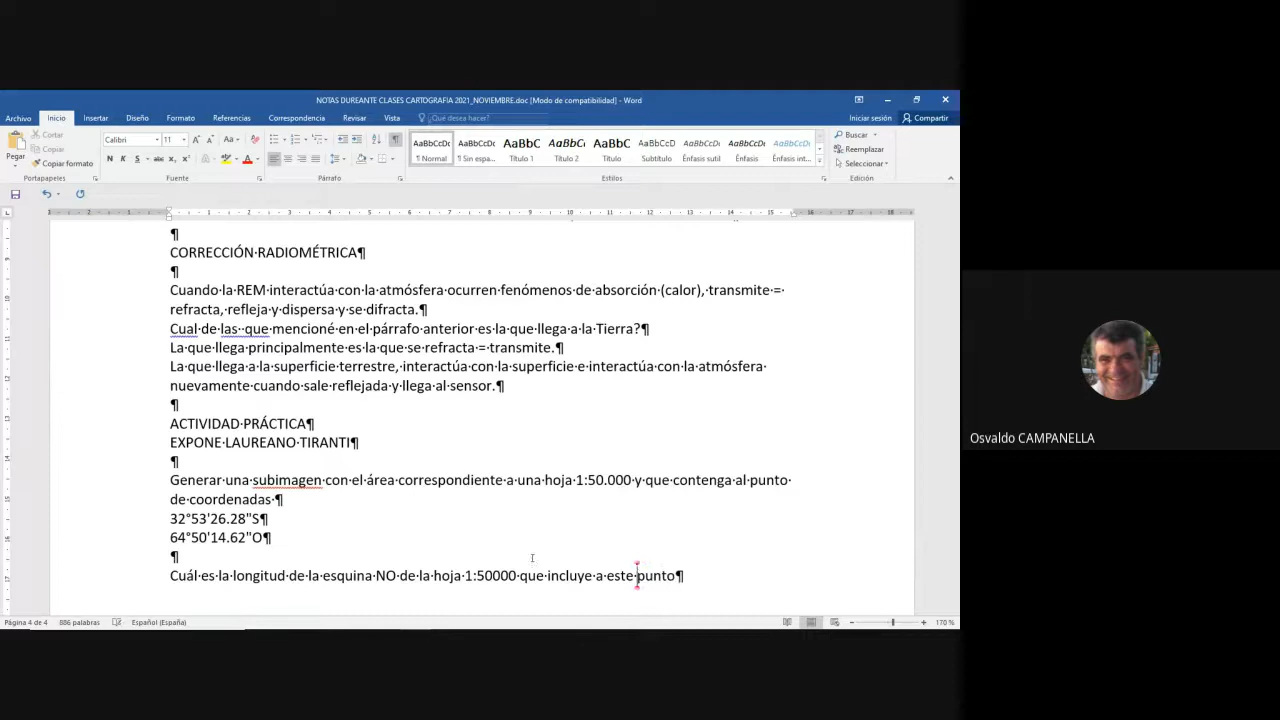 NOTAS DUREANTE CLASES CARTOGRAFIA 2021_NOVIEMBRE.doc [Modo de compatibilidad] - Word
Archivo Inicio Insertar Diseño Formato Referencias Correspondencia Revisar Vista ¿Qué desea hacer? Iniciar sesión Compartir
Pegar
Cortar
Copiar
Copiar formato
Calibri 11
N K S abc x₂ x² A A
AaBbCcDc AaBbCcDc AaBbC AaBbCc AaBbC AaBbCcD AaBbCcDc AaBbCcDc AaBbCcDc
¶ Normal ¶ Sin espa... Título 1 Título 2 Título Subtítulo Énfasis sutil Énfasis Énfasis int...
Buscar
Reemplazar
Seleccionar
Portapapeles Fuente Párrafo Estilos Edición
¶
CORRECCIÓN·RADIOMÉTRICA¶
¶
Cuando·la·REM·interactúa·con·la·atmósfera·ocurren·fenómenos·de·absorción·(calor),·transmite·=·
refracta,·refleja·y·dispersa·y·se·difracta.¶
Cual·de·las··que·mencioné·en·el·párrafo·anterior·es·la·que·llega·a·la·Tierra?¶
La·que·llega·principalmente·es·la·que·se·refracta·=·transmite.¶
La·que·llega·a·la·superficie·terrestre,·interactúa·con·la·superficie·e·interactúa·con·la·atmósfera·
nuevamente·cuando·sale·reflejada·y·llega·al·sensor.¶
¶
ACTIVIDAD·PRÁCTICA¶
EXPONE·LAUREANO·TIRANTI¶
¶
Generar·una·subimagen·con·el·área·correspondiente·a·una·hoja·1:50.000·y·que·contenga·al·punto·
de·coordenadas·¶
32°53'26.28"S¶
64°50'14.62"O¶
¶
Cuál·es·la·longitud·de·la·esquina·NO·de·la·hoja·1:50000·que·incluye·a·este·punto¶
Página 4 de 4 886 palabras Español (España) 170 %
Osvaldo CAMPANELLA